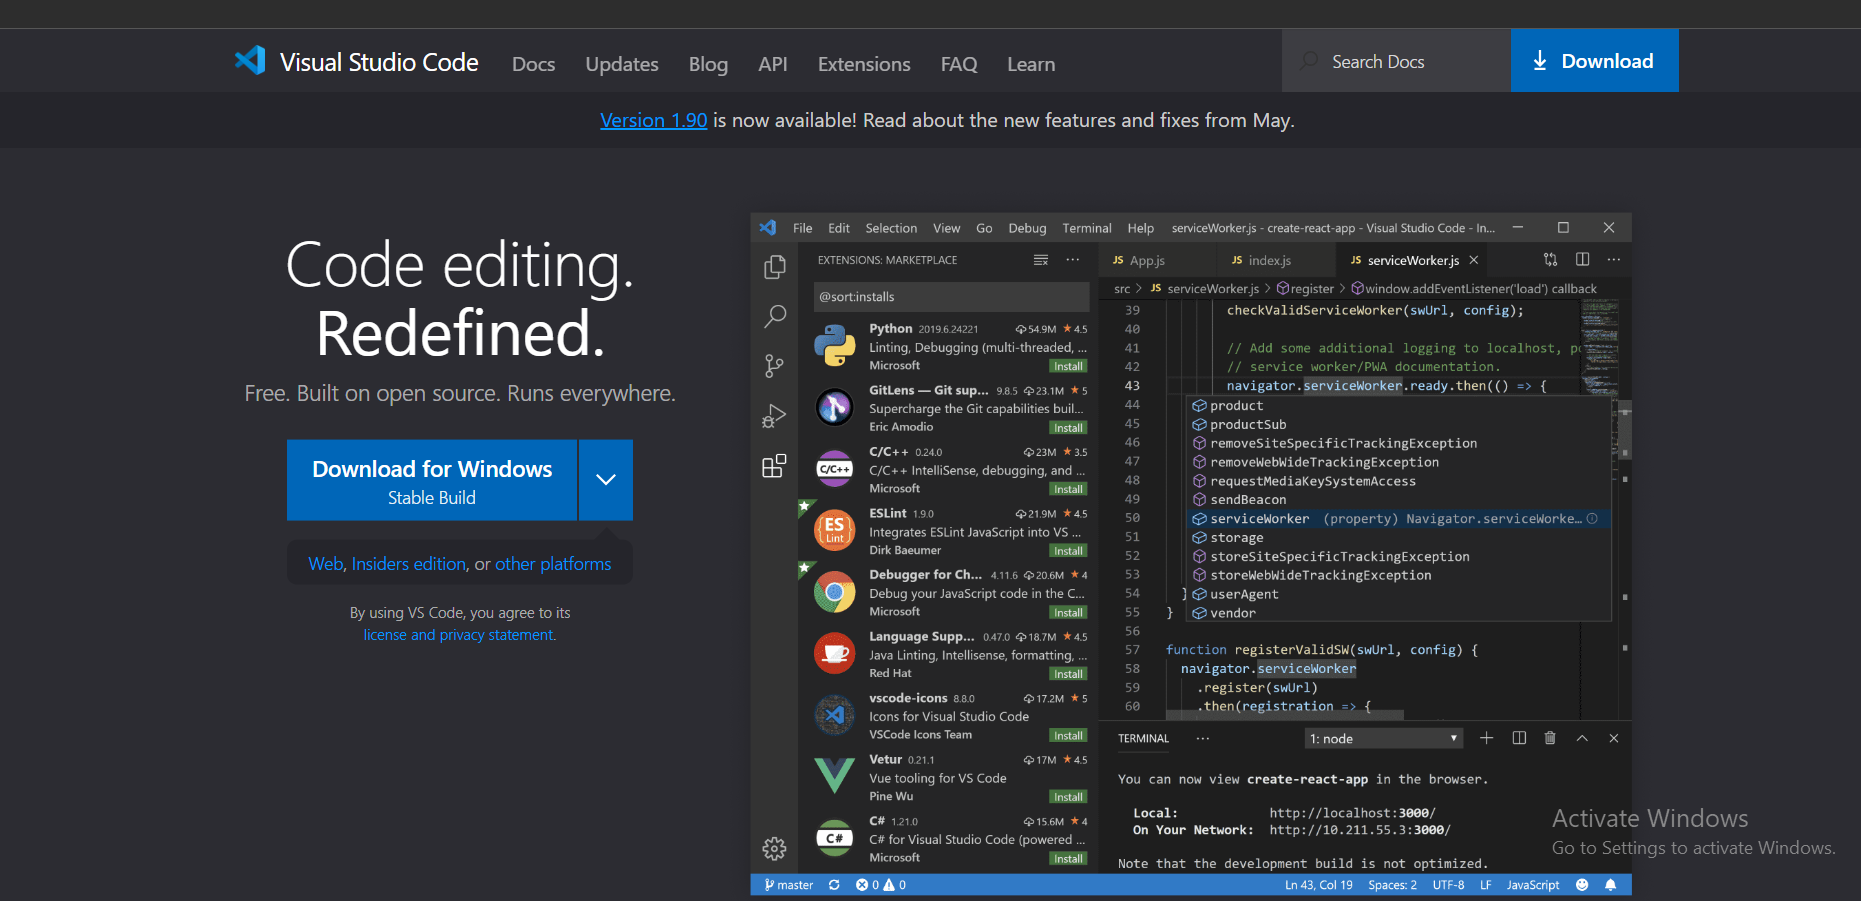 Visual Studio Code Docs Updates Blog API Extensions FAQ Learn Search Docs Download
Version 1.90 is now available! Read about the new features and fixes from May.
Code editing.
Redefined.
Free. Built on open source. Runs everywhere.
Download for Windows
Stable Build
Web, Insiders edition, or other platforms
By using VS Code, you agree to its
license and privacy statement.
File Edit Selection View Go Debug Terminal Help serviceWorker.js - create-react-app - Visual Studio Code - In...
EXTENSIONS: MARKETPLACE
@sort:installs
Python 2019.6.24221 54.9M ★ 4.5
Linting, Debugging (multi-threaded, ...
Microsoft Install
GitLens — Git sup... 9.8.5 23.1M ★ 5
Supercharge the Git capabilities buil...
Eric Amodio Install
C/C++
C/C++ 0.24.0 23M ★ 3.5
C/C++ IntelliSense, debugging, and ...
Microsoft Install
ES
Lint
ESLint 1.9.0 21.9M ★ 4.5
Integrates ESLint JavaScript into VS ...
Dirk Baeumer Install
Debugger for Ch... 4.11.6 20.6M ★ 4
Debug your JavaScript code in the C...
Microsoft Install
Language Supp... 0.47.0 18.7M ★ 4.5
Java Linting, Intellisense, formatting, ...
Red Hat Install
vscode-icons 8.8.0 17.2M ★ 5
Icons for Visual Studio Code
VSCode Icons Team Install
Vetur 0.21.1 17M ★ 4.5
Vue tooling for VS Code
Pine Wu Install
C#
C# 1.21.0 15.6M ★ 4
C# for Visual Studio Code (powered ...
Microsoft Install
JS App.js JS index.js JS serviceWorker.js
src > JS serviceWorker.js > register > window.addEventListener('load') callback
39 checkValidServiceWorker(swUrl, config);
40
41 // Add some additional logging to localhost, po
42 // service worker/PWA documentation.
43 navigator.serviceWorker.ready.then(() => {
44 product
45 productSub
46 removeSiteSpecificTrackingException
47 removeWebWideTrackingException
48 requestMediaKeySystemAccess
49 sendBeacon
50 serviceWorker (property) Navigator.serviceWorke...
51 storage
52 storeSiteSpecificTrackingException
53 storeWebWideTrackingException
54 } userAgent
55 } vendor
56
57 function registerValidSW(swUrl, config) {
58 navigator.serviceWorker
59 .register(swUrl)
60 .then(registration => {
TERMINAL ... 1: node
You can now view create-react-app in the browser.
Local: http://localhost:3000/
On Your Network: http://10.211.55.3:3000/
Note that the development build is not optimized.
master 0 0 Ln 43, Col 19 Spaces: 2 UTF-8 LF JavaScript
Activate Windows
Go to Settings to activate Windows.